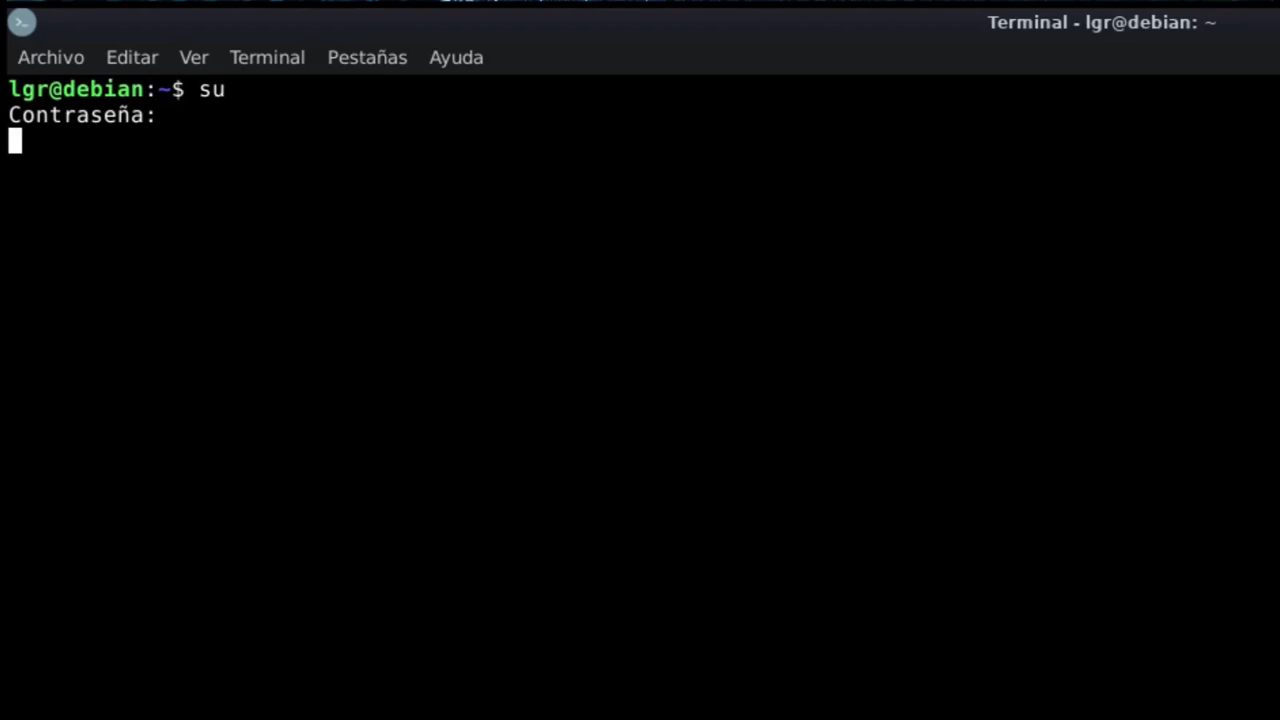 Terminal - lgr@debian: ~
Archivo Editar Ver Terminal Pestañas Ayuda
lgr@debian:~$ su
Contraseña: